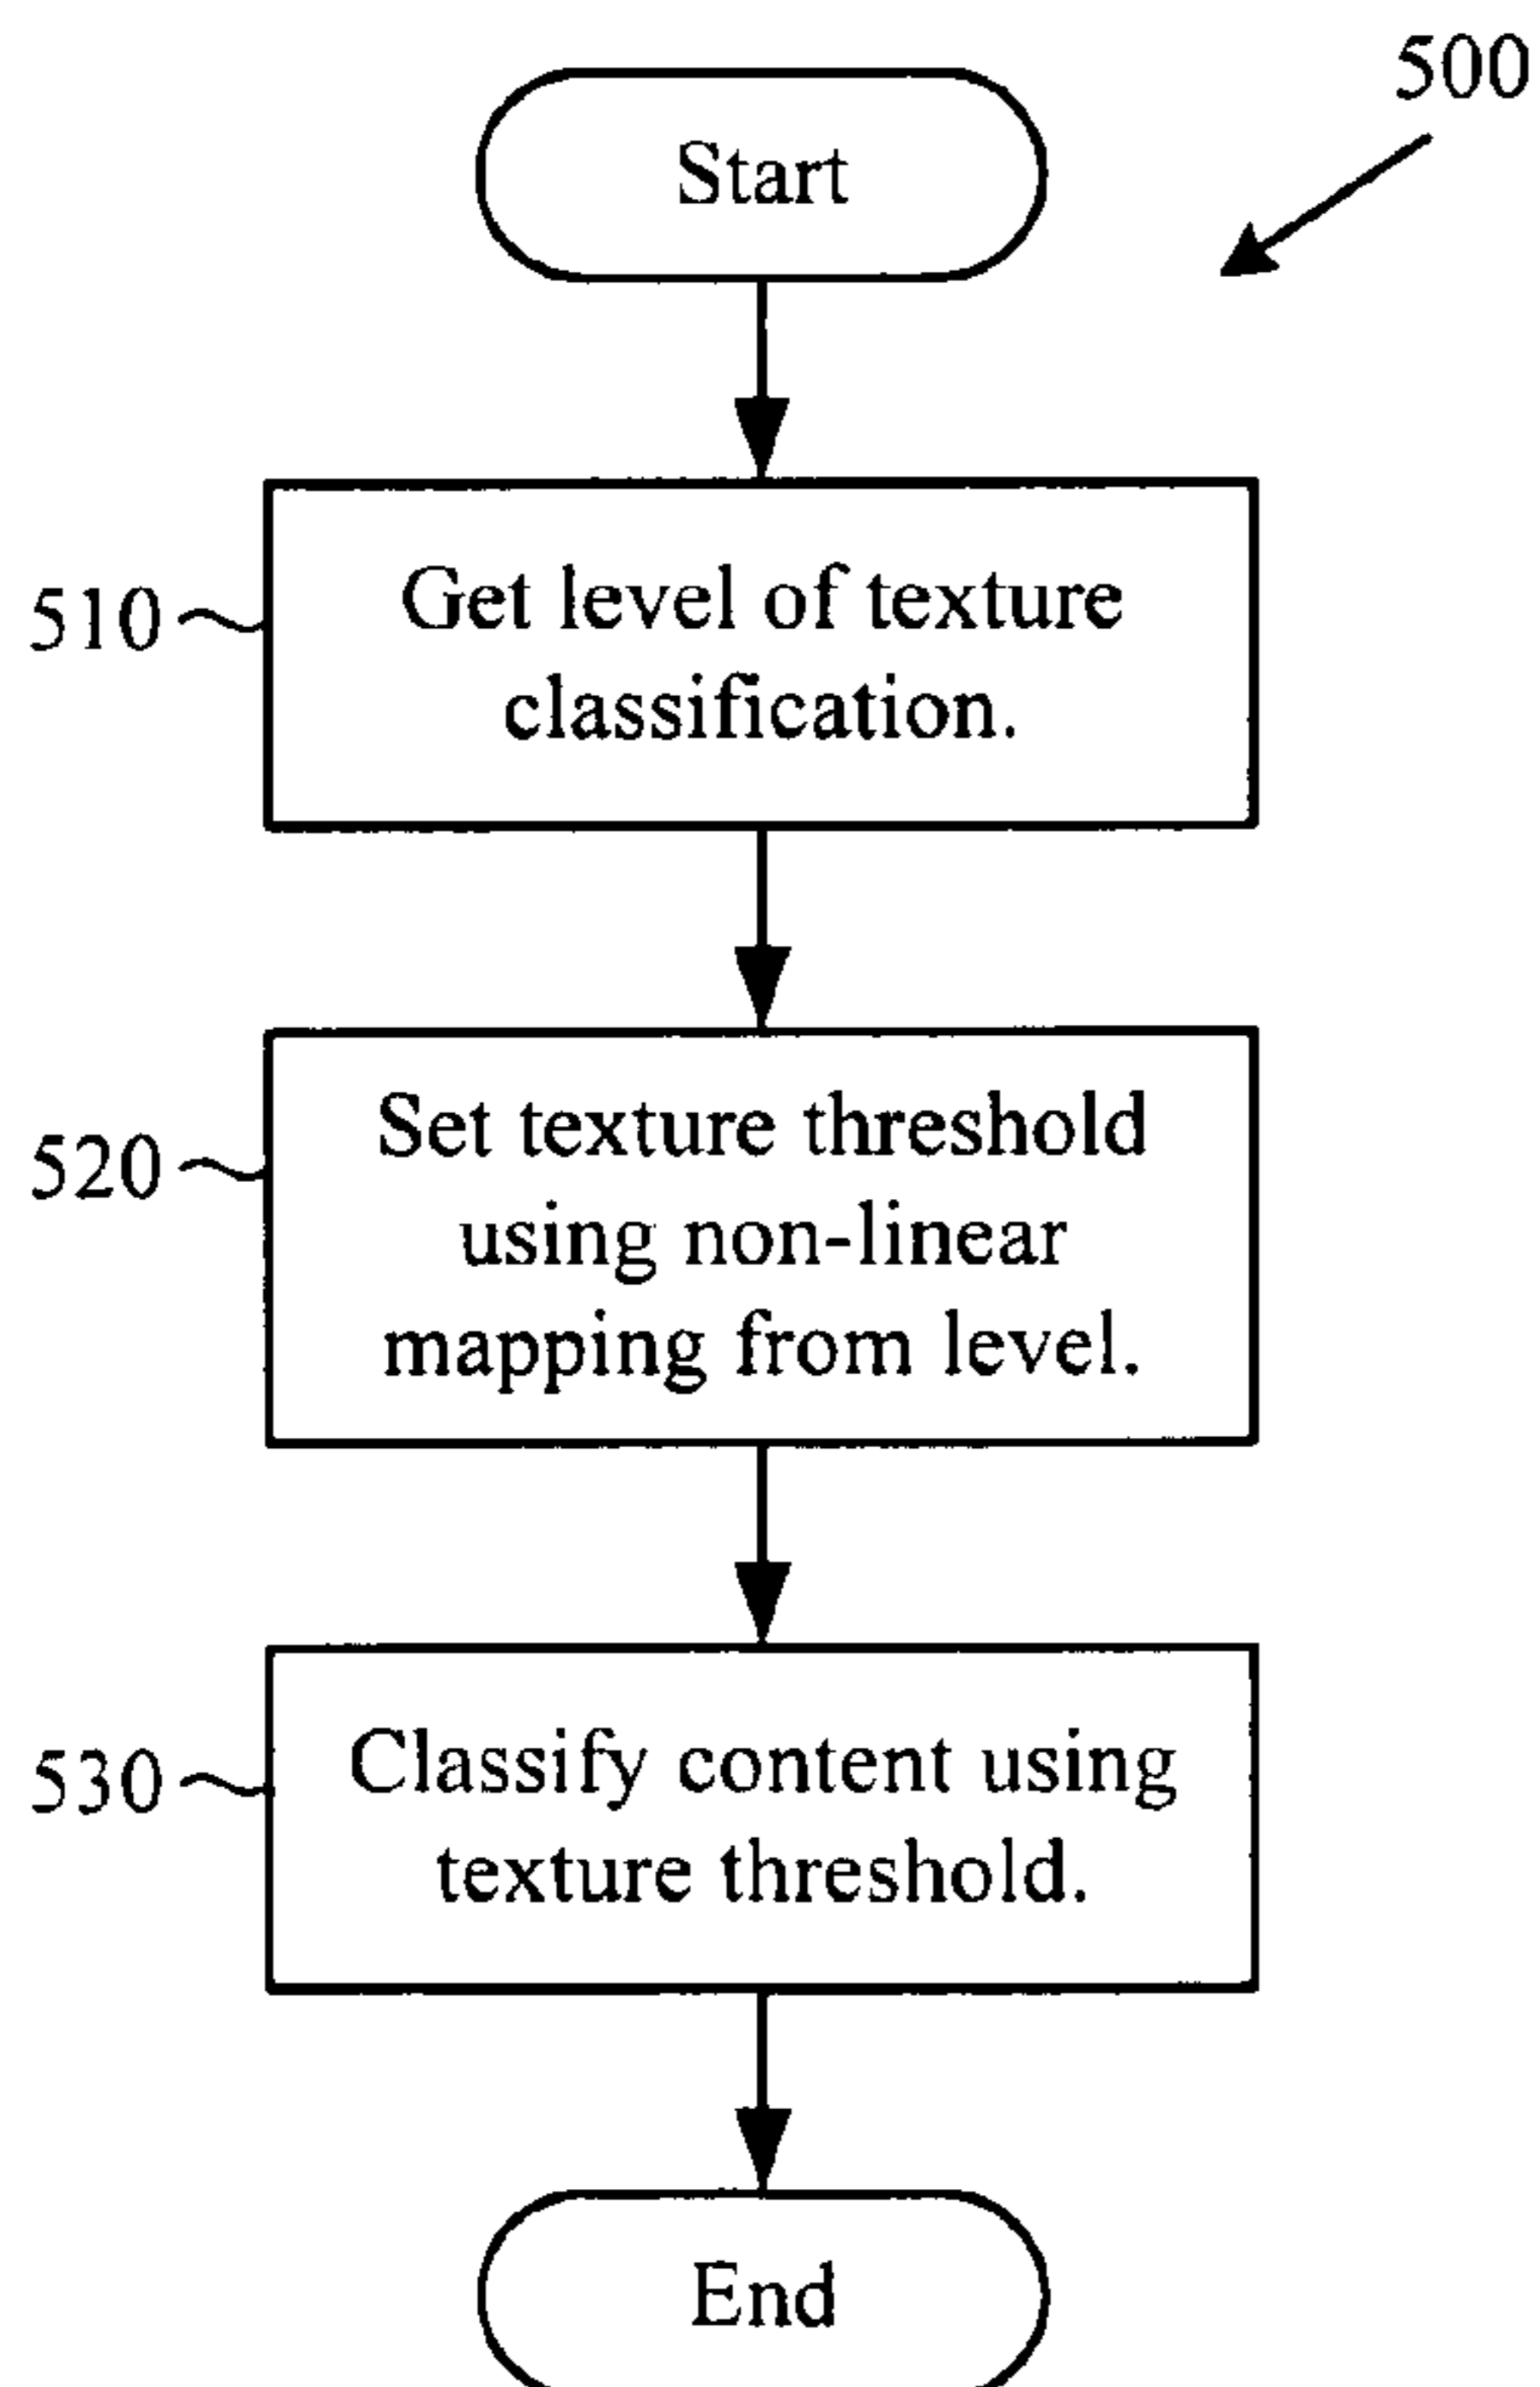 500
Start
510
Get level of texture
classification.
520
Set texture threshold
using non-linear
mapping from level.
530
Classify content using
texture threshold.
End